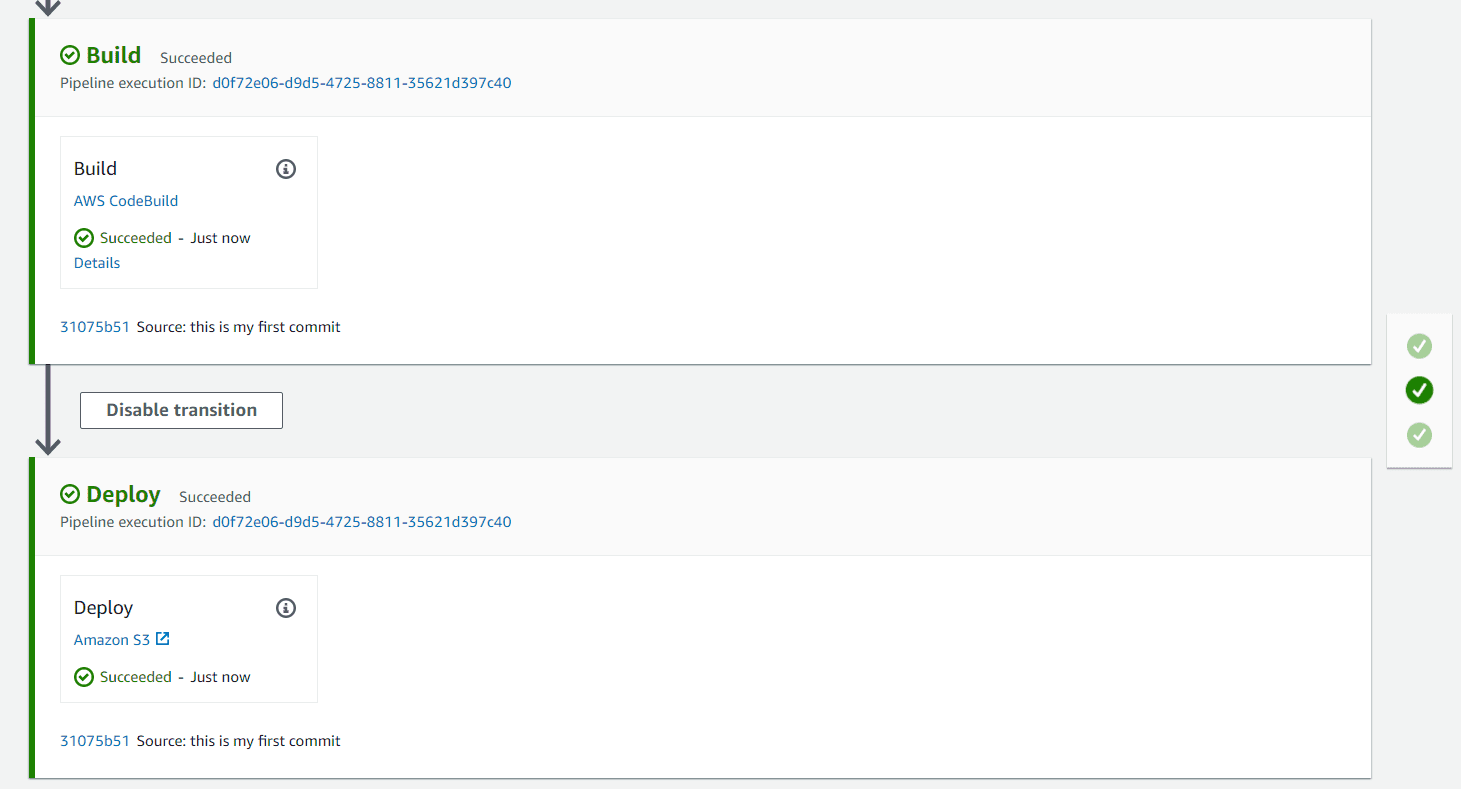 Build Succeeded
Pipeline execution ID: d0f72e06-d9d5-4725-8811-35621d397c40
Build
AWS CodeBuild
Succeeded - Just now
Details
31075b51 Source: this is my first commit
Disable transition
Deploy Succeeded
Pipeline execution ID: d0f72e06-d9d5-4725-8811-35621d397c40
Deploy
Amazon S3
Succeeded - Just now
31075b51 Source: this is my first commit